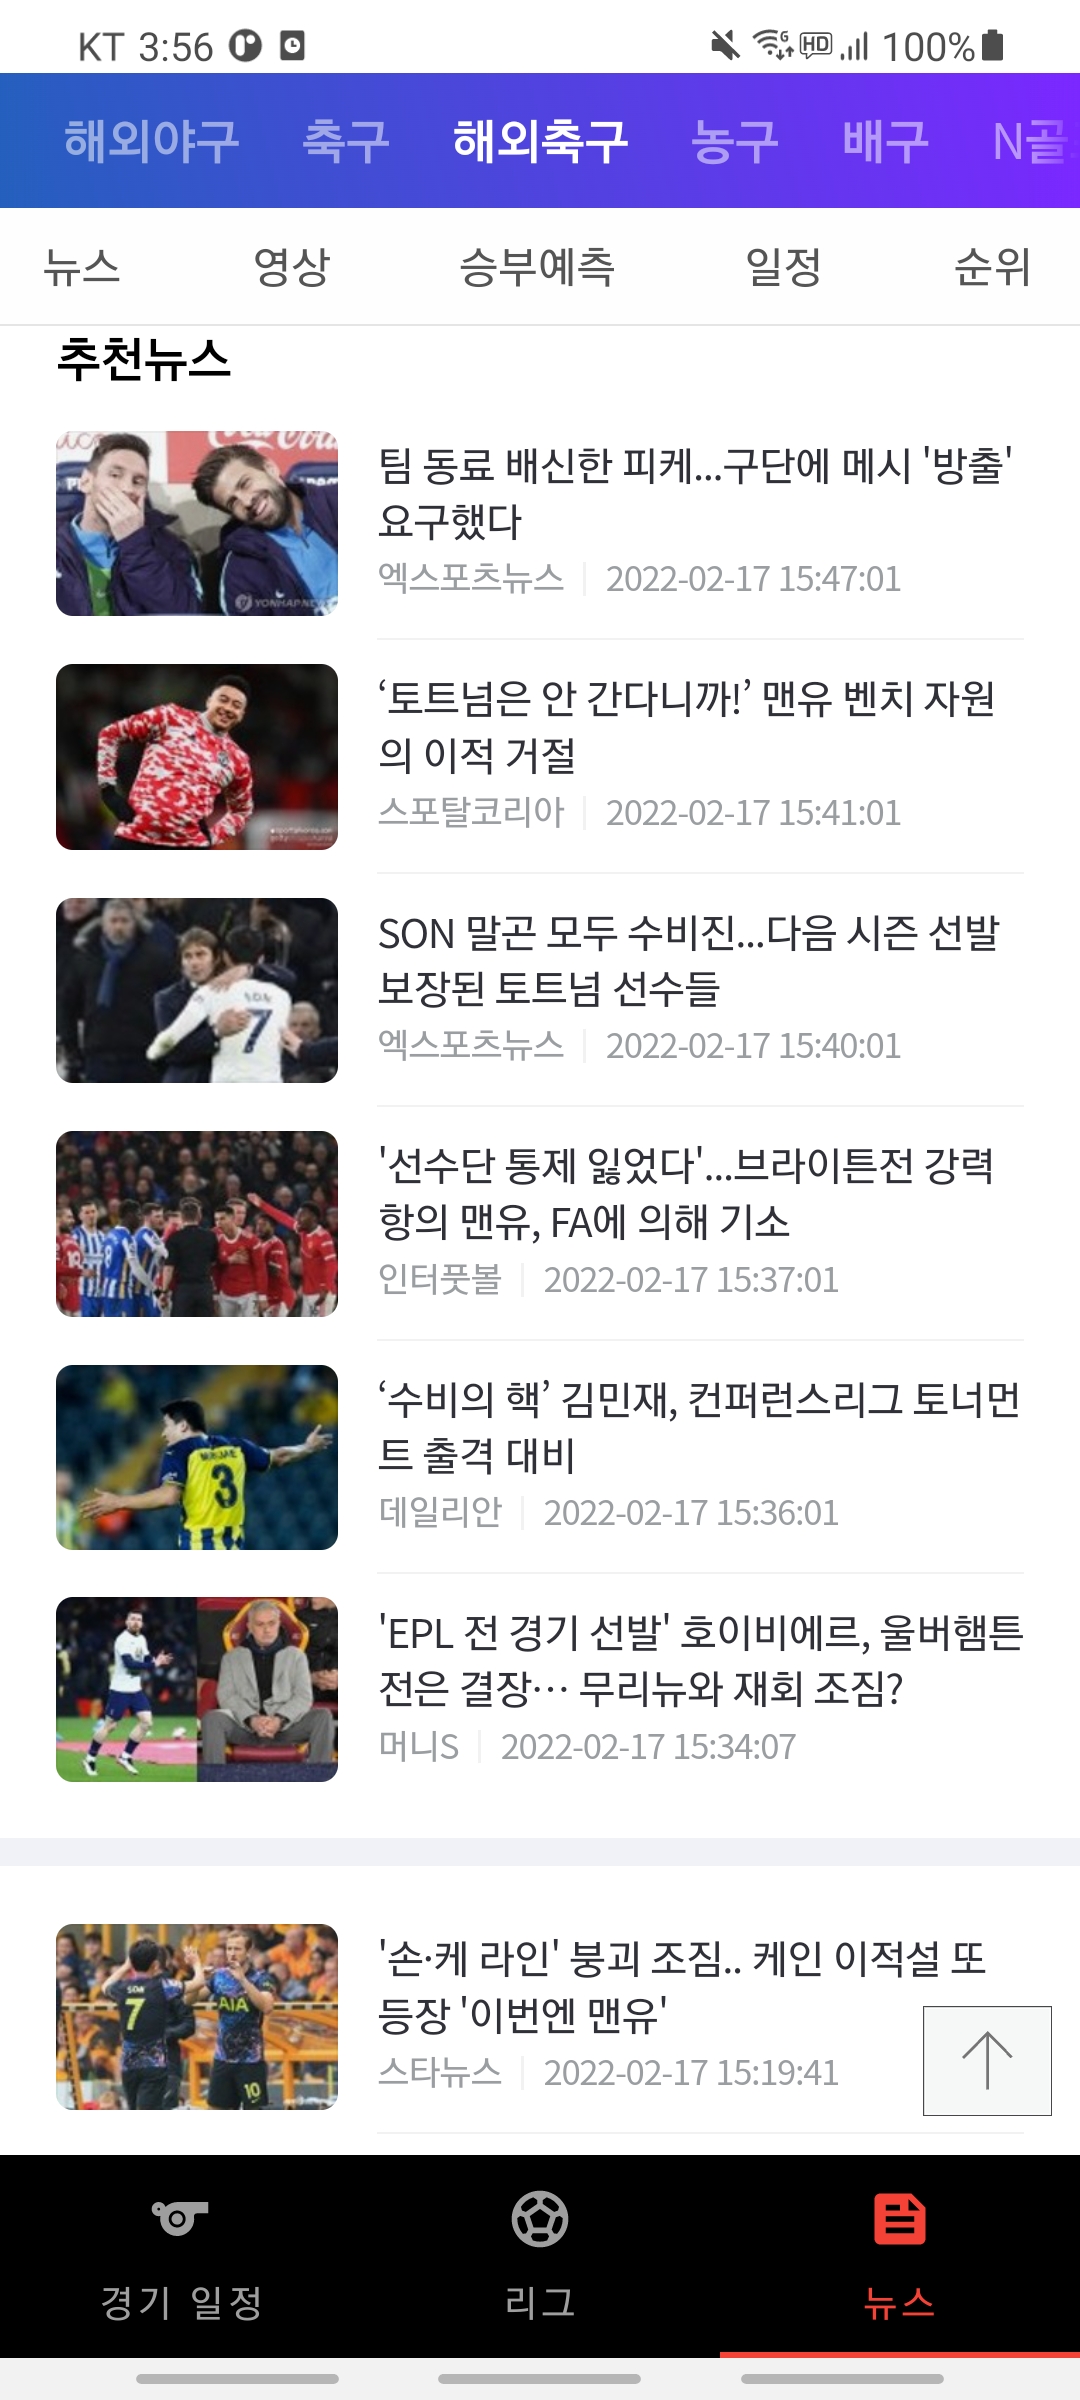 KT 3:56
HD 100%
해외야구 축구 해외축구 농구 배구 N골
뉴스 영상 승부예측 일정 순위
추천뉴스
팀 동료 배신한 피케...구단에 메시 '방출'
요구했다
엑스포츠뉴스 2022-02-17 15:47:01
YONHAPNEWS
‘토트넘은 안 간다니까!’ 맨유 벤치 자원
의 이적 거절
스포탈코리아 2022-02-17 15:41:01
SON 말곤 모두 수비진...다음 시즌 선발
보장된 토트넘 선수들
엑스포츠뉴스 2022-02-17 15:40:01
SON
7
'선수단 통제 잃었다'...브라이튼전 강력
항의 맨유, FA에 의해 기소
인터풋볼 2022-02-17 15:37:01
‘수비의 핵’ 김민재, 컨퍼런스리그 토너먼
트 출격 대비
데일리안 2022-02-17 15:36:01
3
'EPL 전 경기 선발' 호이비에르, 울버햄튼
전은 결장… 무리뉴와 재회 조짐?
머니S 2022-02-17 15:34:07
'손·케 라인' 붕괴 조짐.. 케인 이적설 또
등장 '이번엔 맨유'
스타뉴스 2022-02-17 15:19:41
SON
7
AIA
10
경기 일정 리그 뉴스